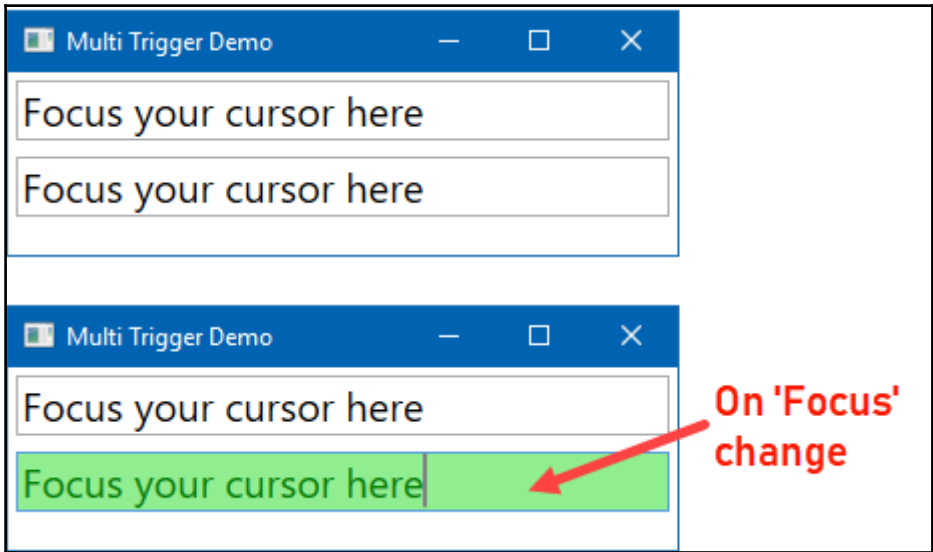 Multi Trigger Demo
Focus your cursor here
Focus your cursor here
Multi Trigger Demo
Focus your cursor here
On 'Focus'
change
Focus your cursor here